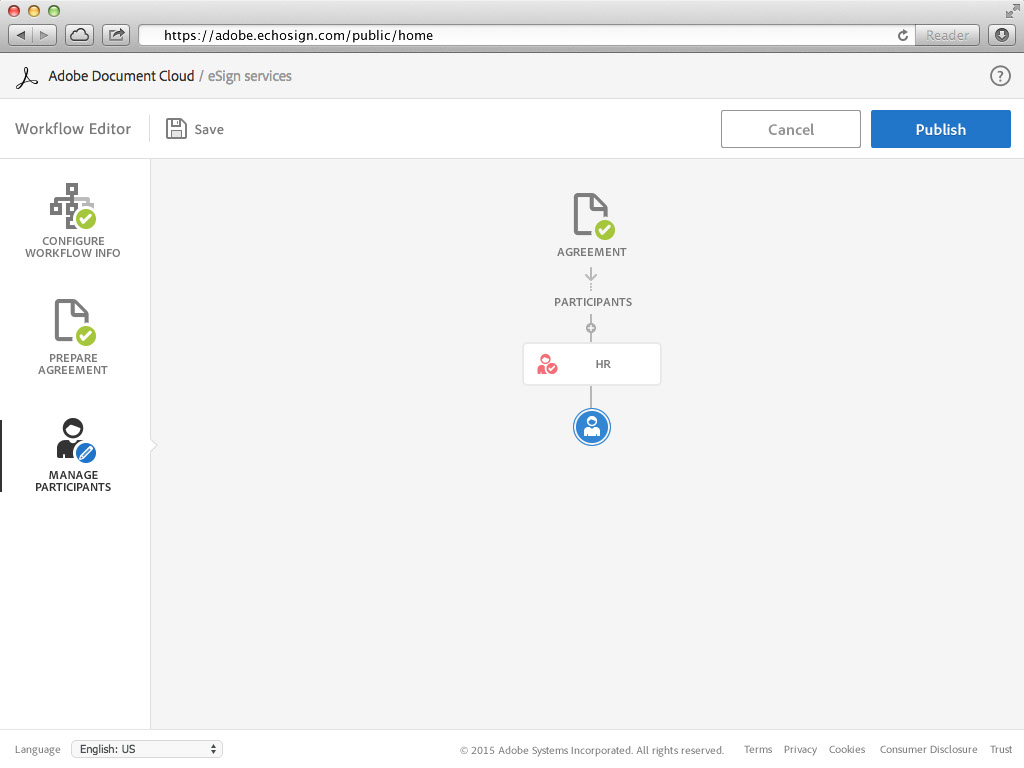 https://adobe.echosign.com/public/home
Reader
Adobe Document Cloud / eSign services
?
Workflow Editor
Save
Cancel
Publish
CONFIGURE
WORKFLOW INFO
PREPARE
AGREEMENT
MANAGE
PARTICIPANTS
AGREEMENT
PARTICIPANTS
HR
Language
English: US
© 2015 Adobe Systems Incorporated. All rights reserved.
Terms
Privacy
Cookies
Consumer Disclosure
Trust